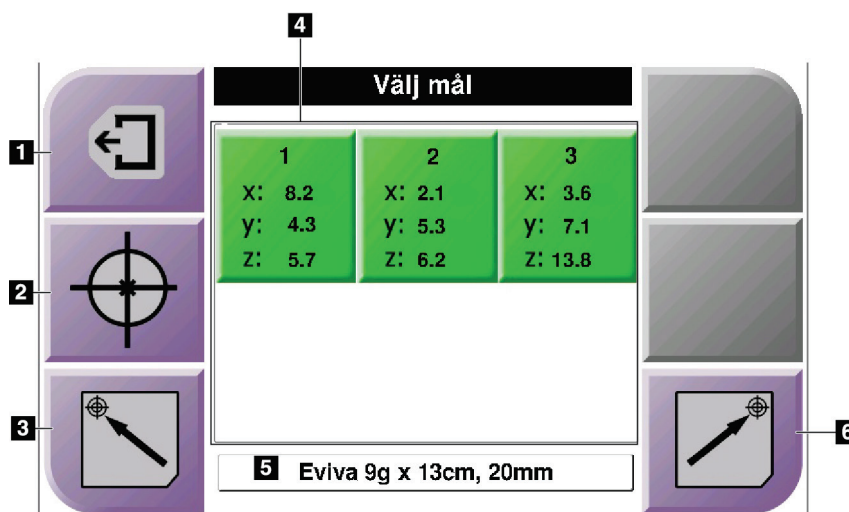 4
Välj mål
1
1 2 3
x: 8.2 x: 2.1 x: 3.6
y: 4.3 y: 5.3 y: 7.1
z: 5.7 z: 6.2 z: 13.8
2
3
6
5 Eviva 9g x 13cm, 20mm